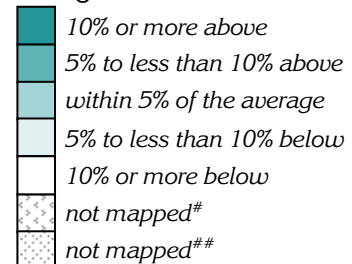 10% or more above
5% to less than 10% above
within 5% of the average
5% to less than 10% below
10% or more below
not mapped#
not mapped##